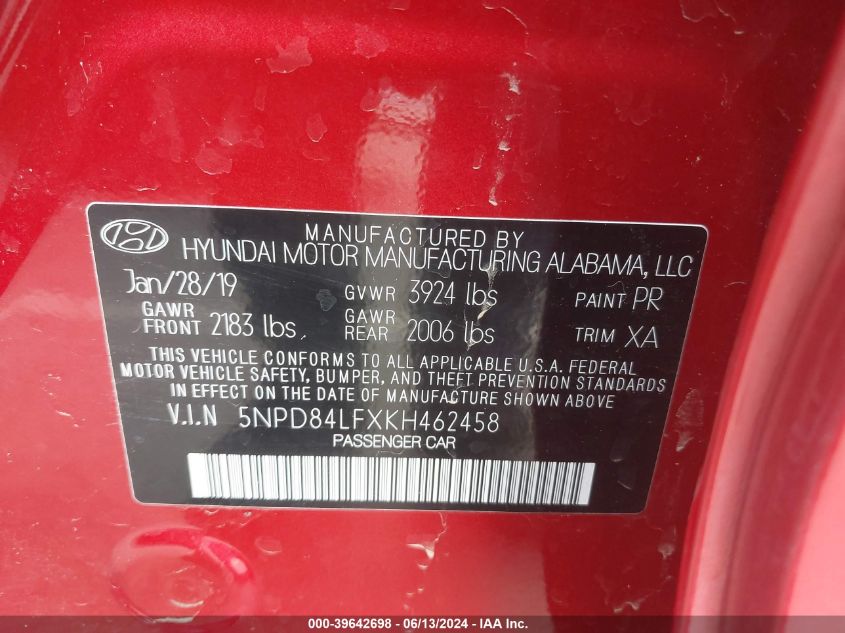 MANUFACTURED BY
HYUNDAI MOTOR MANUFACTURING ALABAMA, LLC
Jan/28/19 GVWR 3924 lbs PAINT PR
GAWR FRONT 2183 lbs GAWR REAR 2006 lbs TRIM XA
THIS VEHICLE CONFORMS TO ALL APPLICABLE U.S.A. FEDERAL
MOTOR VEHICLE SAFETY, BUMPER, AND THEFT PREVENTION STANDARDS
IN EFFECT ON THE DATE OF MANUFACTURE SHOWN ABOVE
V.I.N 5NPD84LFXKH462458
PASSENGER CAR
000-39642698 - 06/13/2024 - IAA Inc.